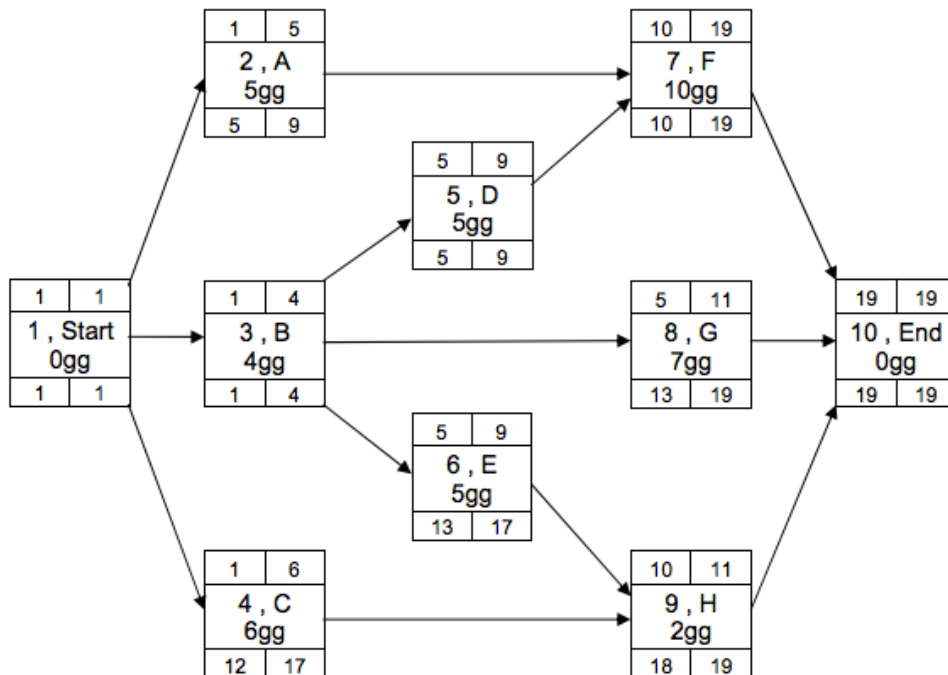 1 5
2 , A
5gg
5 9
10 19
7 , F
10gg
10 19
5 9
5 , D
5gg
5 9
1 1
1 , Start
0gg
1 1
1 4
3 , B
4gg
1 4
5 11
8 , G
7gg
13 19
19 19
10 , End
0gg
19 19
5 9
6 , E
5gg
13 17
1 6
4 , C
6gg
12 17
10 11
9 , H
2gg
18 19